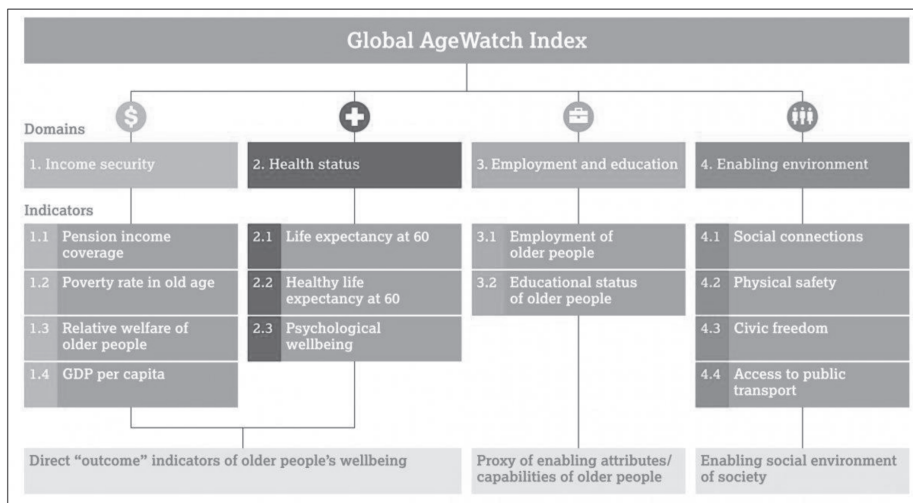 Global AgeWatch Index
$
Domains
1. Income security
2. Health status
3. Employment and education
4. Enabling environment
Indicators
1.1 Pension income
coverage
1.2 Poverty rate in old age
1.3 Relative welfare of
older people
1.4 GDP per capita
2.1 Life expectancy at 60
2.2 Healthy life
expectancy at 60
2.3 Psychological
wellbeing
3.1 Employment of
older people
3.2 Educational status
of older people
4.1 Social connections
4.2 Physical safety
4.3 Civic freedom
4.4 Access to public
transport
Direct “outcome” indicators of older people’s wellbeing
Proxy of enabling attributes/
capabilities of older people
Enabling social environment
of society